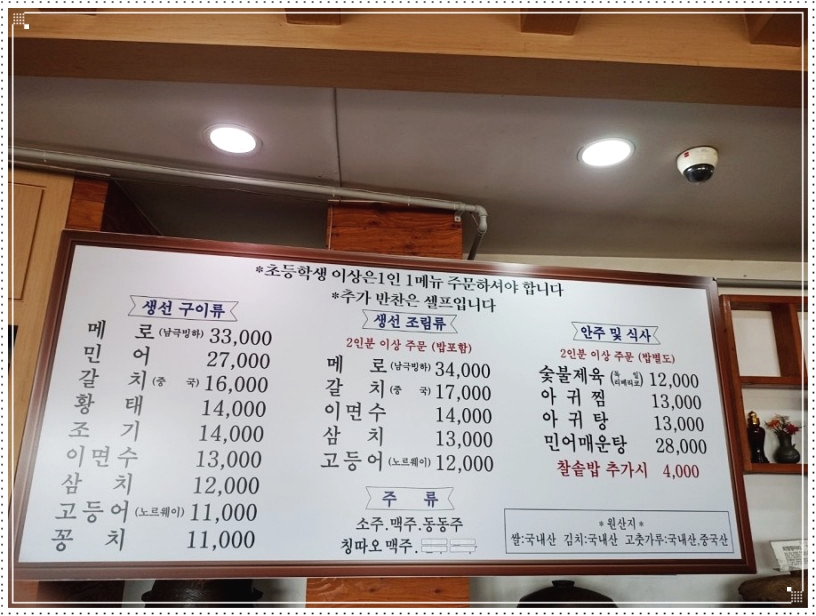 *초등학생 이상은1인 1메뉴 주문하셔야 합니다
*추가 반찬은 셀프입니다
생선 구이류
메 로(남극빙하) 33,000
민 어 27,000
갈 치(중 국) 16,000
황 태 14,000
조 기 14,000
이면수 13,000
삼 치 12,000
고등어(노르웨이) 11,000
꽁 치 11,000
생선 조림류
2인분 이상 주문 (밥포함)
메 로(남극빙하) 34,000
갈 치(중 국) 17,000
이면수 14,000
삼 치 13,000
고등어(노르웨이) 12,000
주 류
소주.맥주.동동주
칭따오맥주.
안주 및 식사
2인분 이상 주문 (밥별도)
숯불제육 12,000
아 귀 찜 13,000
아 귀 탕 13,000
민어매운탕 28,000
찰솥밥 추가시 4,000
*원산지*
쌀:국내산 김치:국내산 고춧가루:국내산,중국산